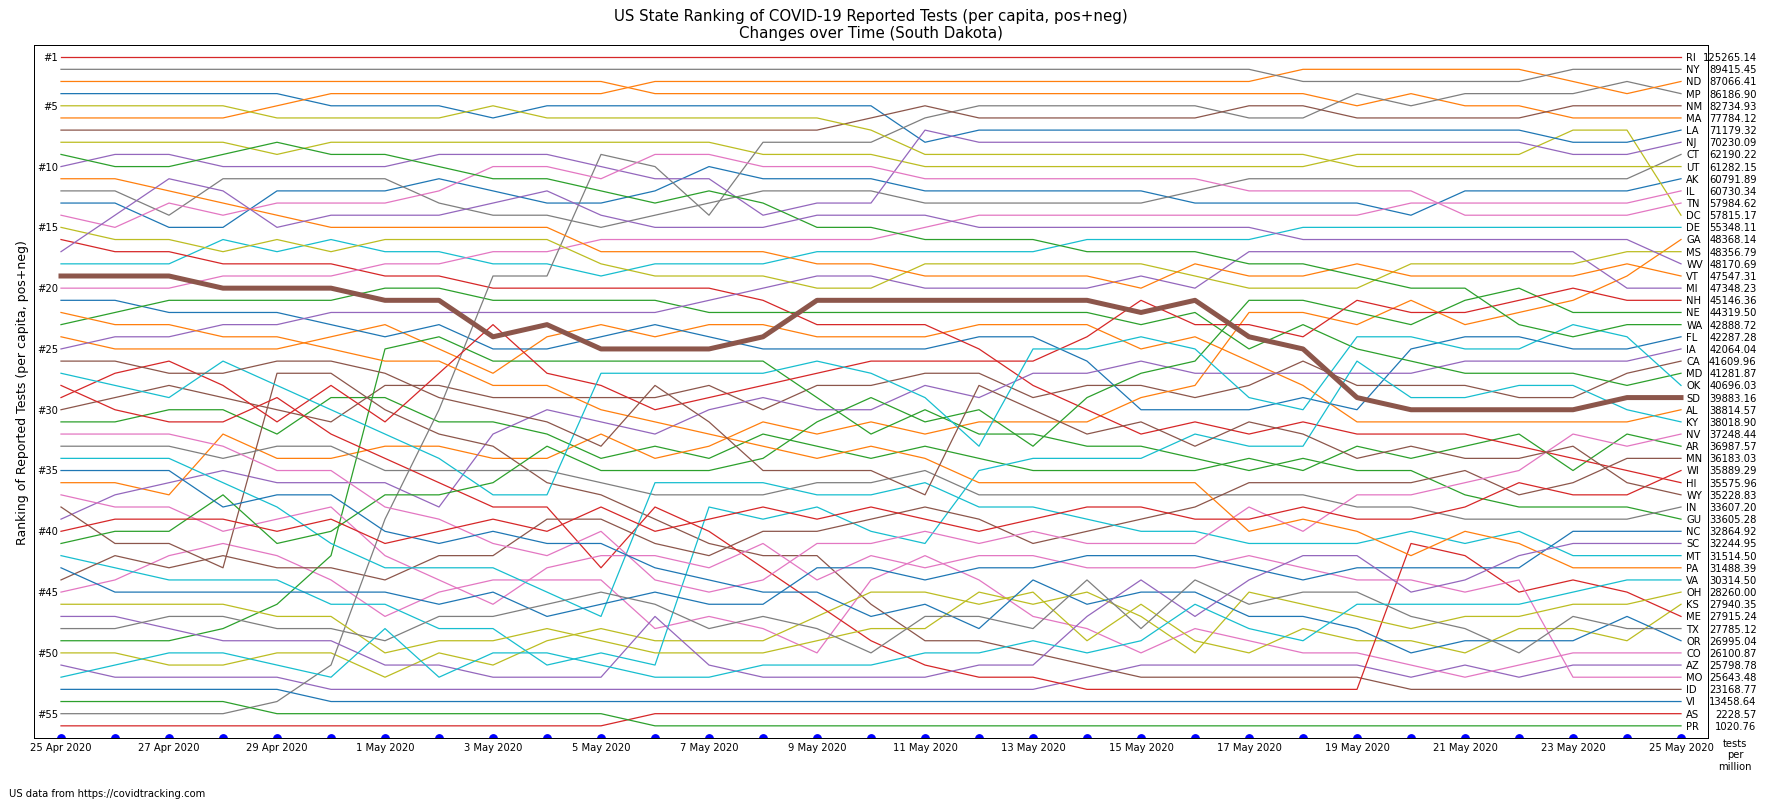 US State Ranking of COVID-19 Reported Tests (per capita, pos+neg)
Changes over Time (South Dakota)
Ranking of Reported Tests (per capita, pos+neg)
#1
#5
#10
#15
#20
#25
#30
#35
#40
#45
#50
#55
RI 125265.14
NY 89415.45
ND 87066.41
MP 86186.90
NM 82734.93
MA 77784.12
LA 71179.32
NJ 70230.09
CT 62190.22
UT 61282.15
AK 60791.89
IL 60730.34
TN 57984.62
DC 57815.17
DE 55348.11
GA 48368.14
MS 48356.79
WV 48170.69
VT 47547.31
MI 47348.23
NH 45146.36
NE 44319.50
WA 42888.72
FL 42287.28
IA 42064.04
CA 41609.96
MD 41281.87
OK 40696.03
SD 39883.16
AL 38814.57
KY 38018.90
NV 37248.44
AR 36987.57
MN 36183.03
WI 35889.29
HI 35575.96
WY 35228.83
IN 33607.20
GU 33605.28
NC 32864.92
SC 32244.95
MT 31514.50
PA 31488.39
VA 30314.50
OH 28260.00
KS 27940.35
ME 27915.24
TX 27785.12
OR 26995.04
CO 26100.87
AZ 25798.78
MO 25643.48
ID 23168.77
VI 13458.64
AS 2228.57
PR 1020.76
25 Apr 2020
27 Apr 2020
29 Apr 2020
1 May 2020
3 May 2020
5 May 2020
7 May 2020
9 May 2020
11 May 2020
13 May 2020
15 May 2020
17 May 2020
19 May 2020
21 May 2020
23 May 2020
25 May 2020
tests
per
million
US data from https://covidtracking.com